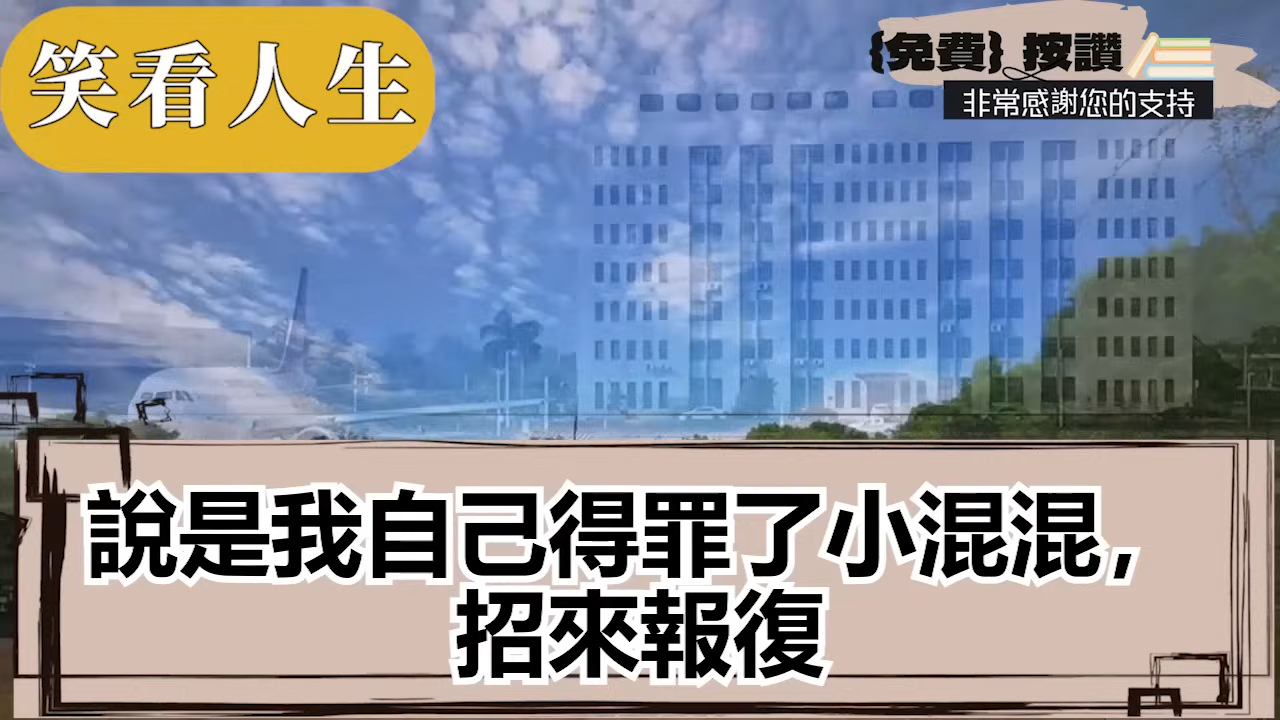 笑看人生
{免費} 按讚
非常感謝您的支持
說是我自己得罪了小混混,
招來報復